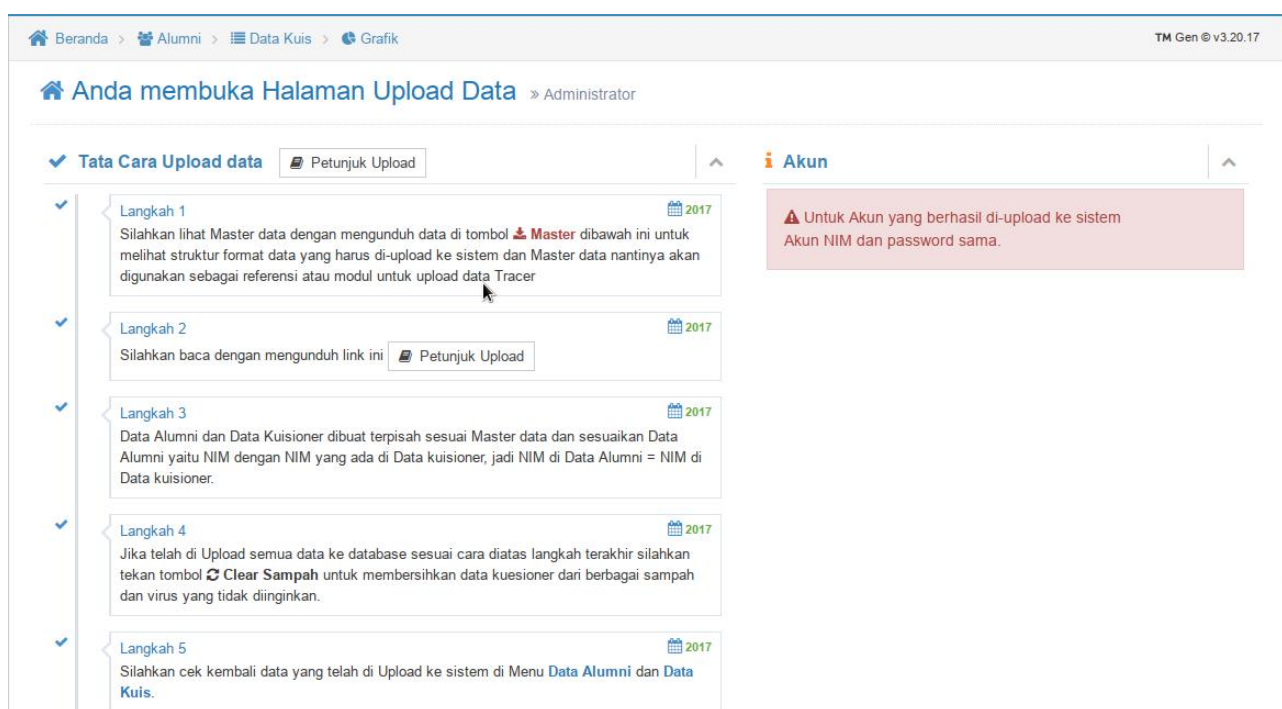 Beranda > Alumni > Data Kuis > Grafik
TM Gen © v3.20.17
Anda membuka Halaman Upload Data » Administrator
Tata Cara Upload data Petunjuk Upload
Langkah 1 2017
Silahkan lihat Master data dengan mengunduh data di tombol Master dibawah ini untuk
melihat struktur format data yang harus di-upload ke sistem dan Master data nantinya akan
digunakan sebagai referensi atau modul untuk upload data Tracer
Langkah 2 2017
Silahkan baca dengan mengunduh link ini Petunjuk Upload
Langkah 3 2017
Data Alumni dan Data Kuisioner dibuat terpisah sesuai Master data dan sesuaikan Data
Alumni yaitu NIM dengan NIM yang ada di Data kuisioner, jadi NIM di Data Alumni = NIM di
Data kuisioner.
Langkah 4 2017
Jika telah di Upload semua data ke database sesuai cara diatas langkah terakhir silahkan
tekan tombol Clear Sampah untuk membersihkan data kuesioner dari berbagai sampah
dan virus yang tidak diinginkan.
Langkah 5 2017
Silahkan cek kembali data yang telah di Upload ke sistem di Menu Data Alumni dan Data
Kuis.
Akun
Untuk Akun yang berhasil di-upload ke sistem
Akun NIM dan password sama.